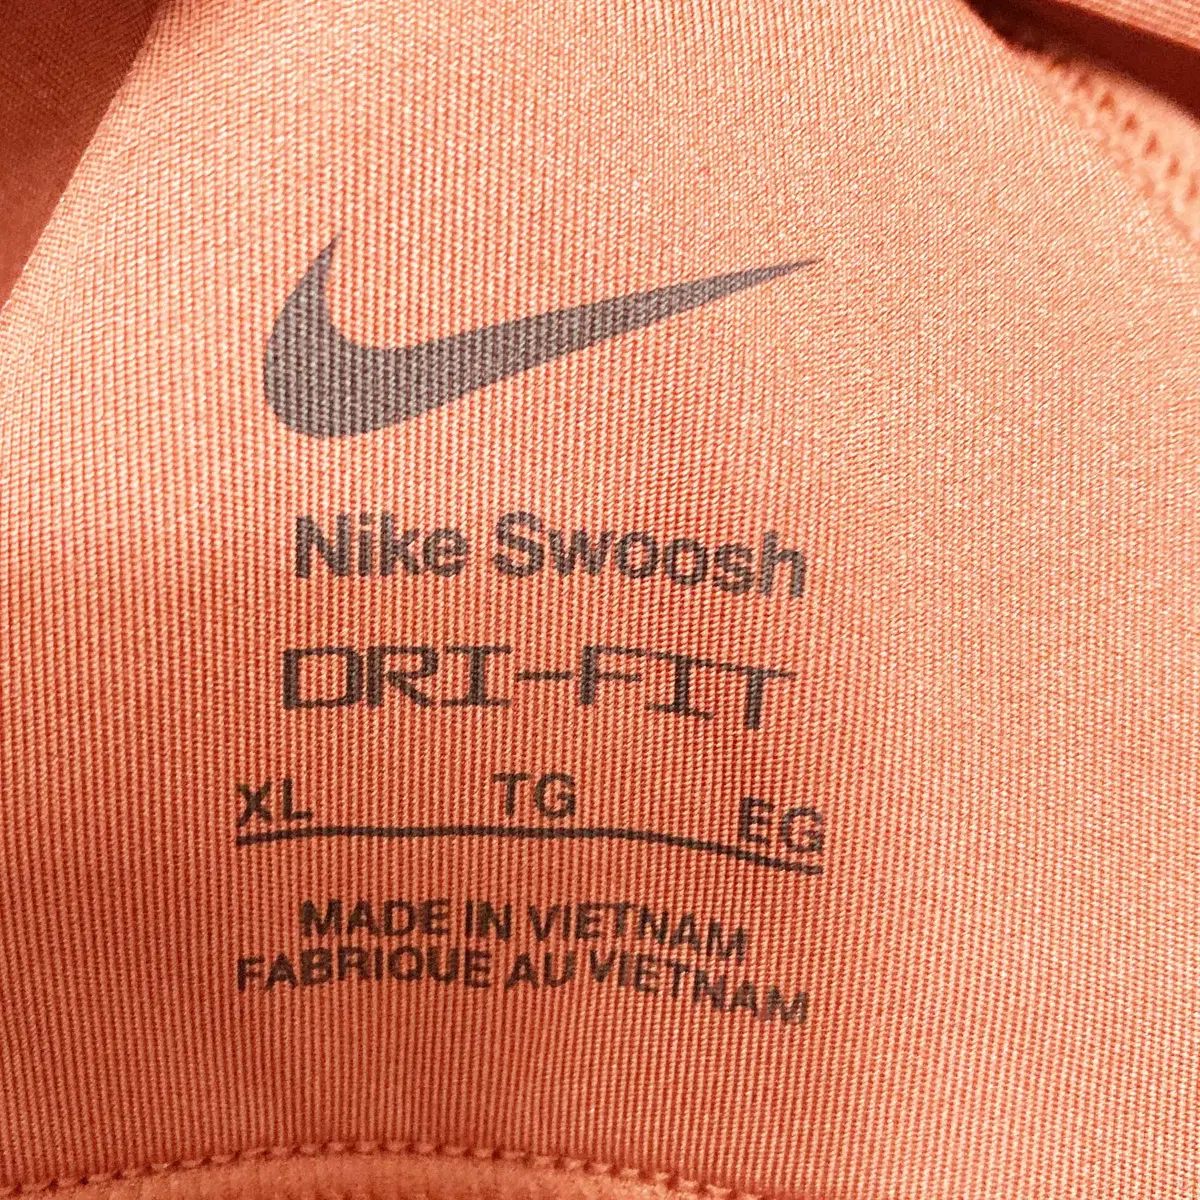 Nike Swoosh
DRI-FIT
XL TG EG
MADE IN VIETNAM
FABRIQUE AU VIETNAM